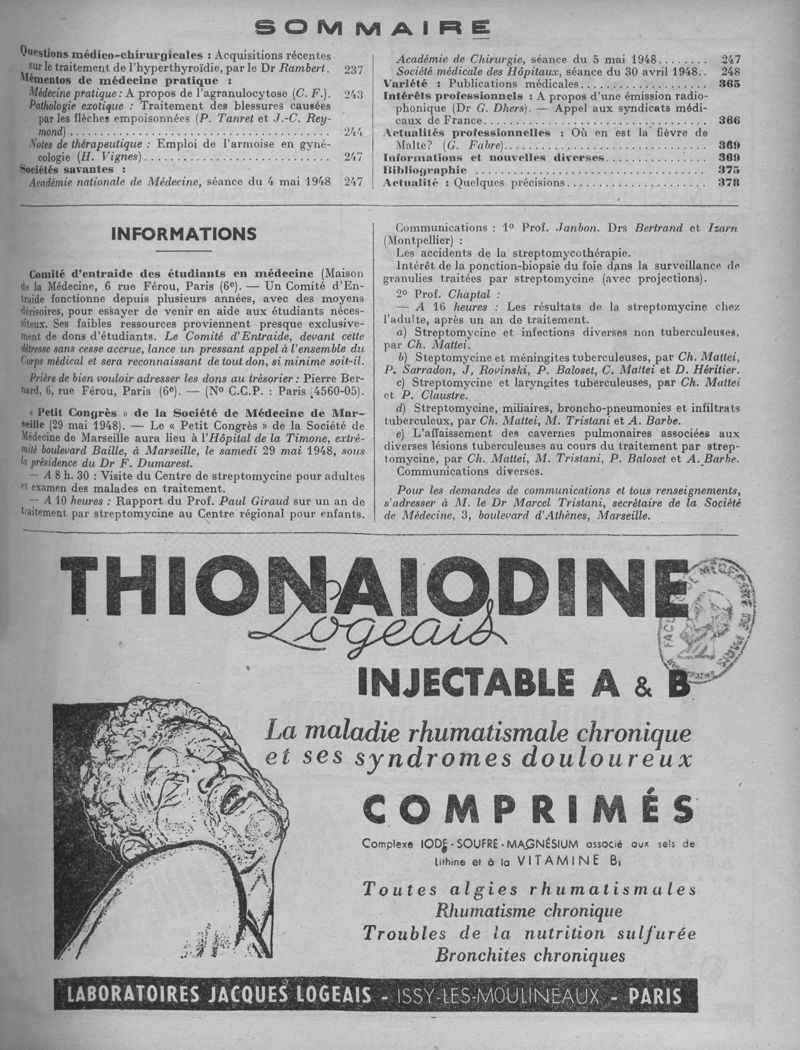 SOMMAIRE
Questions médico-chirurgicales : Acquisitions récentes
sur le traitement de l'hyperthyroïdie, par le Dr Rambert. 237
Mémentos de médecine pratique :
Médecine pratique : A propos de l'agranulocytose (C. F.). 243
Pathologie exotique : Traitement des blessures causées
par les flèches empoisonnées (P. Tanret et J.-C. Rey-
mond) 244
Notes de thérapeutique : Emploi de l'armoise en gyné-
cologie (H. Vignes) 247
Sociétés savantes :
Académie nationale de Médecine, séance du 4 mai 1948 247
Académie de Chirurgie, séance du 5 mai 1948 247
Société médicale des Hôpitaux, séance du 30 avril 1948.. 248
Variété : Publications médicales 365
Intérêts professionnels : A propos d'une émission radio-
phonique (Dr G. Dhers). — Appel aux syndicats médi-
caux de France 366
Actualités professionnelles : Où en est la fièvre de
Malte? (G. Fabre) 369
Informations et nouvelles diverses 369
Bibliographie 375
Actualité : Quelques précisions 378
INFORMATIONS
Comité d'entraide des étudiants en médecine (Maison
de la Médecine, 6 rue Férou, Paris (6e). — Un Comité d'En-
traide fonctionne depuis plusieurs années, avec des moyens
dérisoires, pour essayer de venir en aide aux étudiants néces-
siteux. Ses faibles ressources proviennent presque exclusive-
ment de dons d'étudiants. Le Comité d'Entraide, devant cette
détresse sans cesse accrue, lance un pressant appel à l'ensemble du
Corps médical et sera reconnaissant de tout don, si minime soit-il.
Prière de bien vouloir adresser les dons au trésorier : Pierre Ber-
nard, 6, rue Férou, Paris (6e). — (N° C.C.P. : Paris 4560-05).
« Petit Congrès » de la Société de Médecine de Mar-
seille (29 mai 1948). — Le « Petit Congrès » de la Société de
Médecine de Marseille aura lieu à l'Hôpital de la Timone, extré-
mité boulevard Baille, à Marseille, le samedi 29 mai 1948, sous
la présidence du Dr F. Dumarest.
— A 8 h. 30 : Visite du Centre de streptomycine pour adultes
et examen des malades en traitement.
— A 10 heures : Rapport du Prof. Paul Giraud sur un an de
traitement par streptomycine au Centre régional pour enfants.
Communications : 1° Prof. Janbon. Drs Bertrand et Izarn
(Montpellier) :
Les accidents de la streptomycothérapie.
Intérêt de la ponction-biopsie du foie dans la surveillance de
granulies traitées par streptomycine (avec projections).
2° Prof. Chaptal :
— A 16 heures : Les résultats de la streptomycine chez
l'adulte, après un an de traitement.
a) Streptomycine et infections diverses non tuberculeuses,
par Ch. Mattei.
b) Steptomycine et méningites tuberculeuses, par Ch. Mattei,
P. Sarradon, J, Rovinski, P. Baloset, C. Mattei et D. Héritier.
c) Streptomycine et laryngites tuberculeuses, par Ch. Mattei
et P. Claustre.
d) Streptomycine, miliaires, broncho-pneumonies et infiltrats
tuberculeux, par Ch. Mattei, M. Tristani et A. Barbe.
e) L'affaissement des cavernes pulmonaires associées aux
diverses lésions tuberculeuses au cours du traitement par strep-
tomycine, par Ch. Mattei, M. Tristani, P. Baloset et A. Barbe.
Communications diverses.
Pour les demandes de communications et tous renseignements,
s'adresser à M. le Dr Marcel Tristani, secrétaire de la Société
de Médecine, 3, boulevard d'Athènes, Marseille.
THIONAIODINE
Logeais
FACULTÉ DE MÉDECINE DE PARIS
INJECTABLE A & B
La maladie rhumatismale chronique
et ses syndromes douloureux
COMPRIMÉS
Complexe IODE-SOUFRE-MAGNÉSIUM associé aux sels de
lithine et à la VITAMINE B1
Toutes algies rhumatismales
Rhumatisme chronique
Troubles de la nutrition sulfurée
Bronchites chroniques
LABORATOIRES JACQUES LOGEAIS - ISSY-LES-MOULINEAUX - PARIS